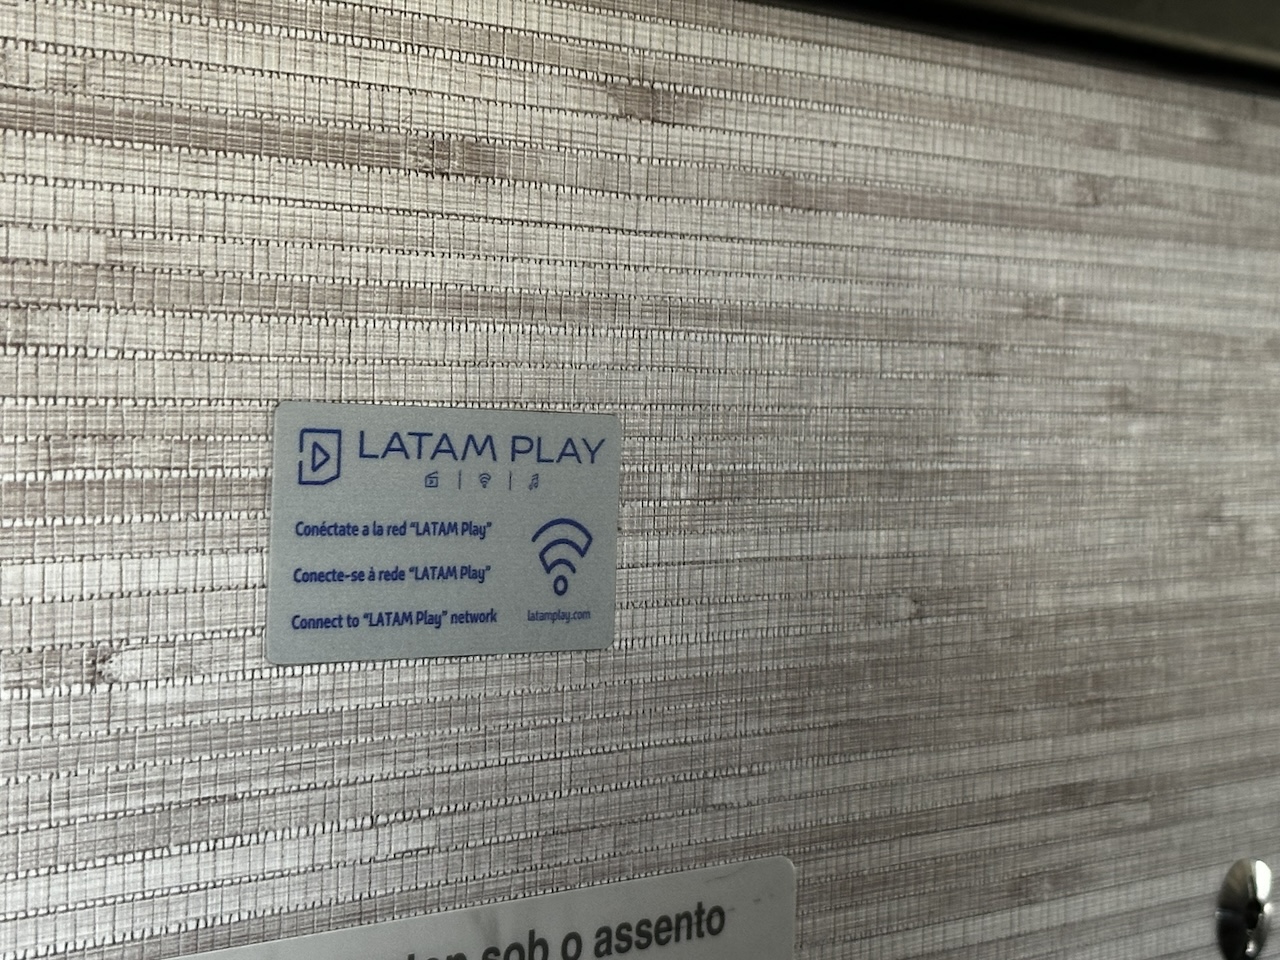 LATAM PLAY
Conéctate a la red “LATAM Play”
Conecte-se à rede “LATAM Play”
Connect to “LATAM Play” network
latamplay.com
sob o assento